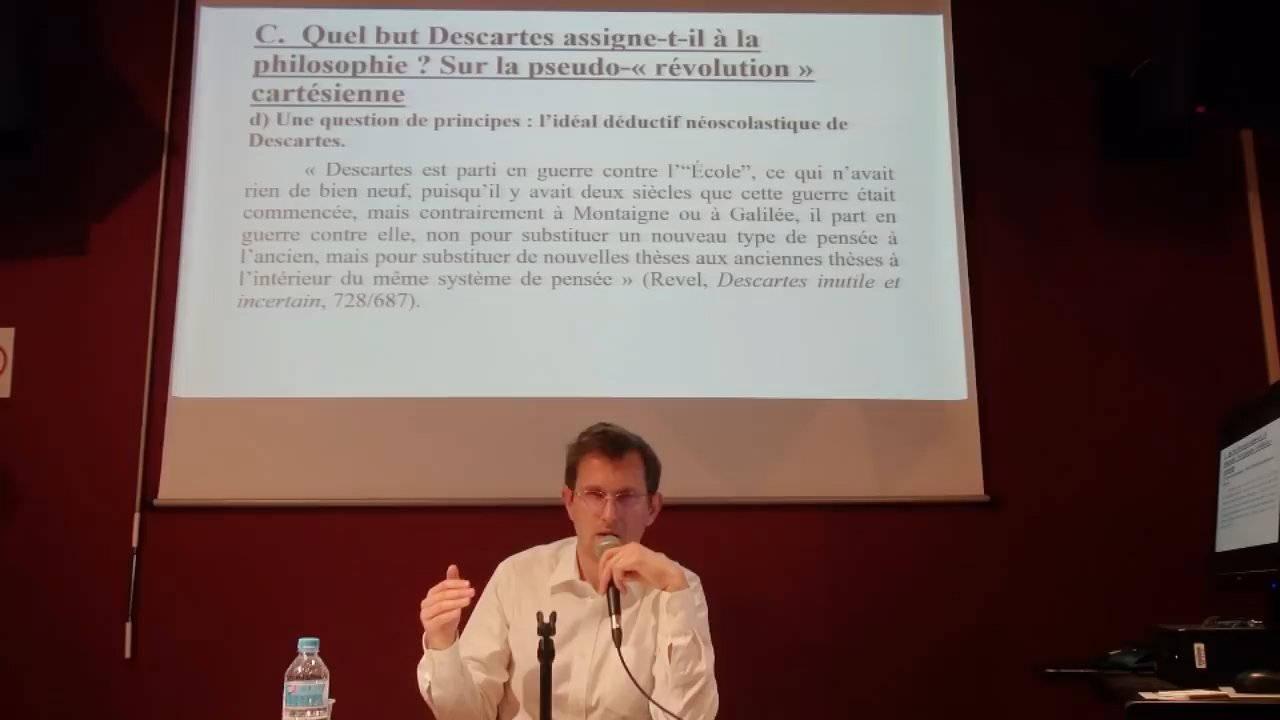 C. Quel but Descartes assigne-t-il à la
philosophie ? Sur la pseudo-« révolution »
cartésienne
d) Une question de principes : l’idéal déductif néoscolastique de
Descartes.
« Descartes est parti en guerre contre l’“École”, ce qui n’avait
rien de bien neuf, puisqu’il y avait deux siècles que cette guerre était
commencée, mais contrairement à Montaigne ou à Galilée, il part en
guerre contre elle, non pour substituer un nouveau type de pensée à
l’ancien, mais pour substituer de nouvelles thèses aux anciennes thèses à
l’intérieur du même système de pensée » (Revel, Descartes inutile et
incertain, 728/687).